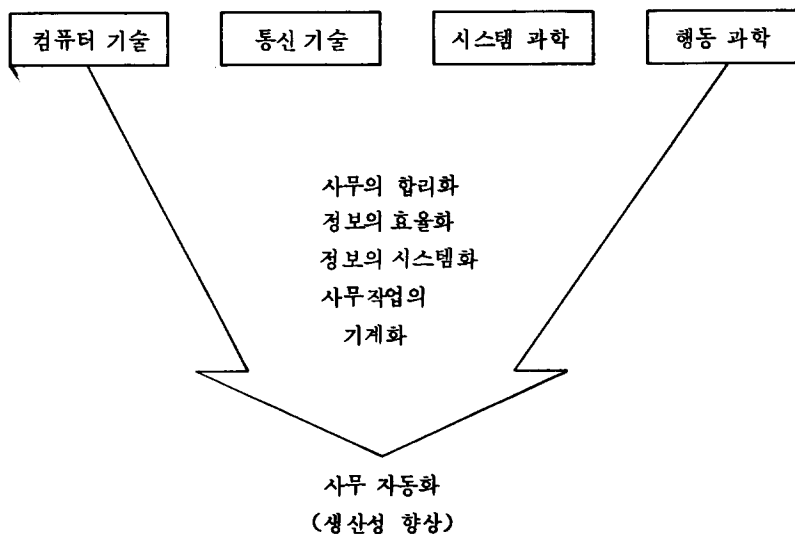 컴퓨터 기술 통신 기술 시스템 과학 행동 과학
사무의 합리화
정보의 효율화
정보의 시스템화
사무작업의
기계화
사무 자동화
(생산성 향상)